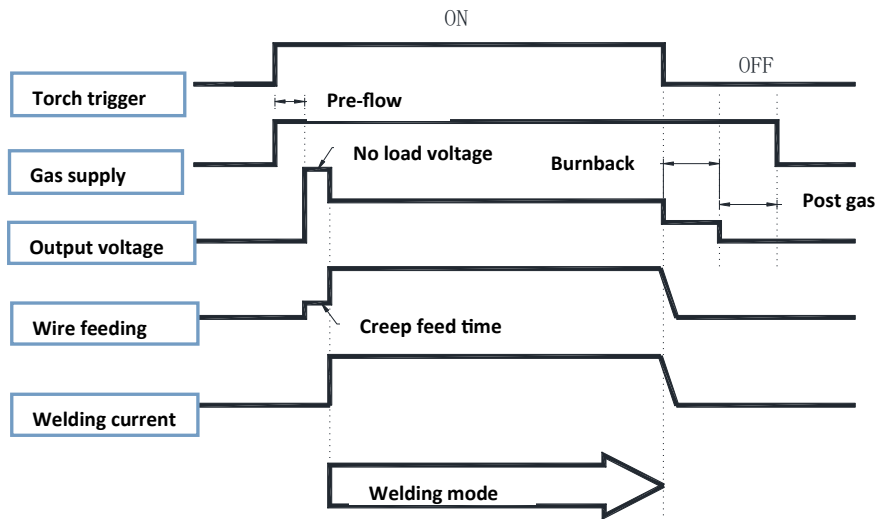 ON
OFF
Torch trigger
Pre-flow
No load voltage
Burnback
Gas supply
Post gas
Output voltage
Wire feeding
Creep feed time
Welding current
Welding mode